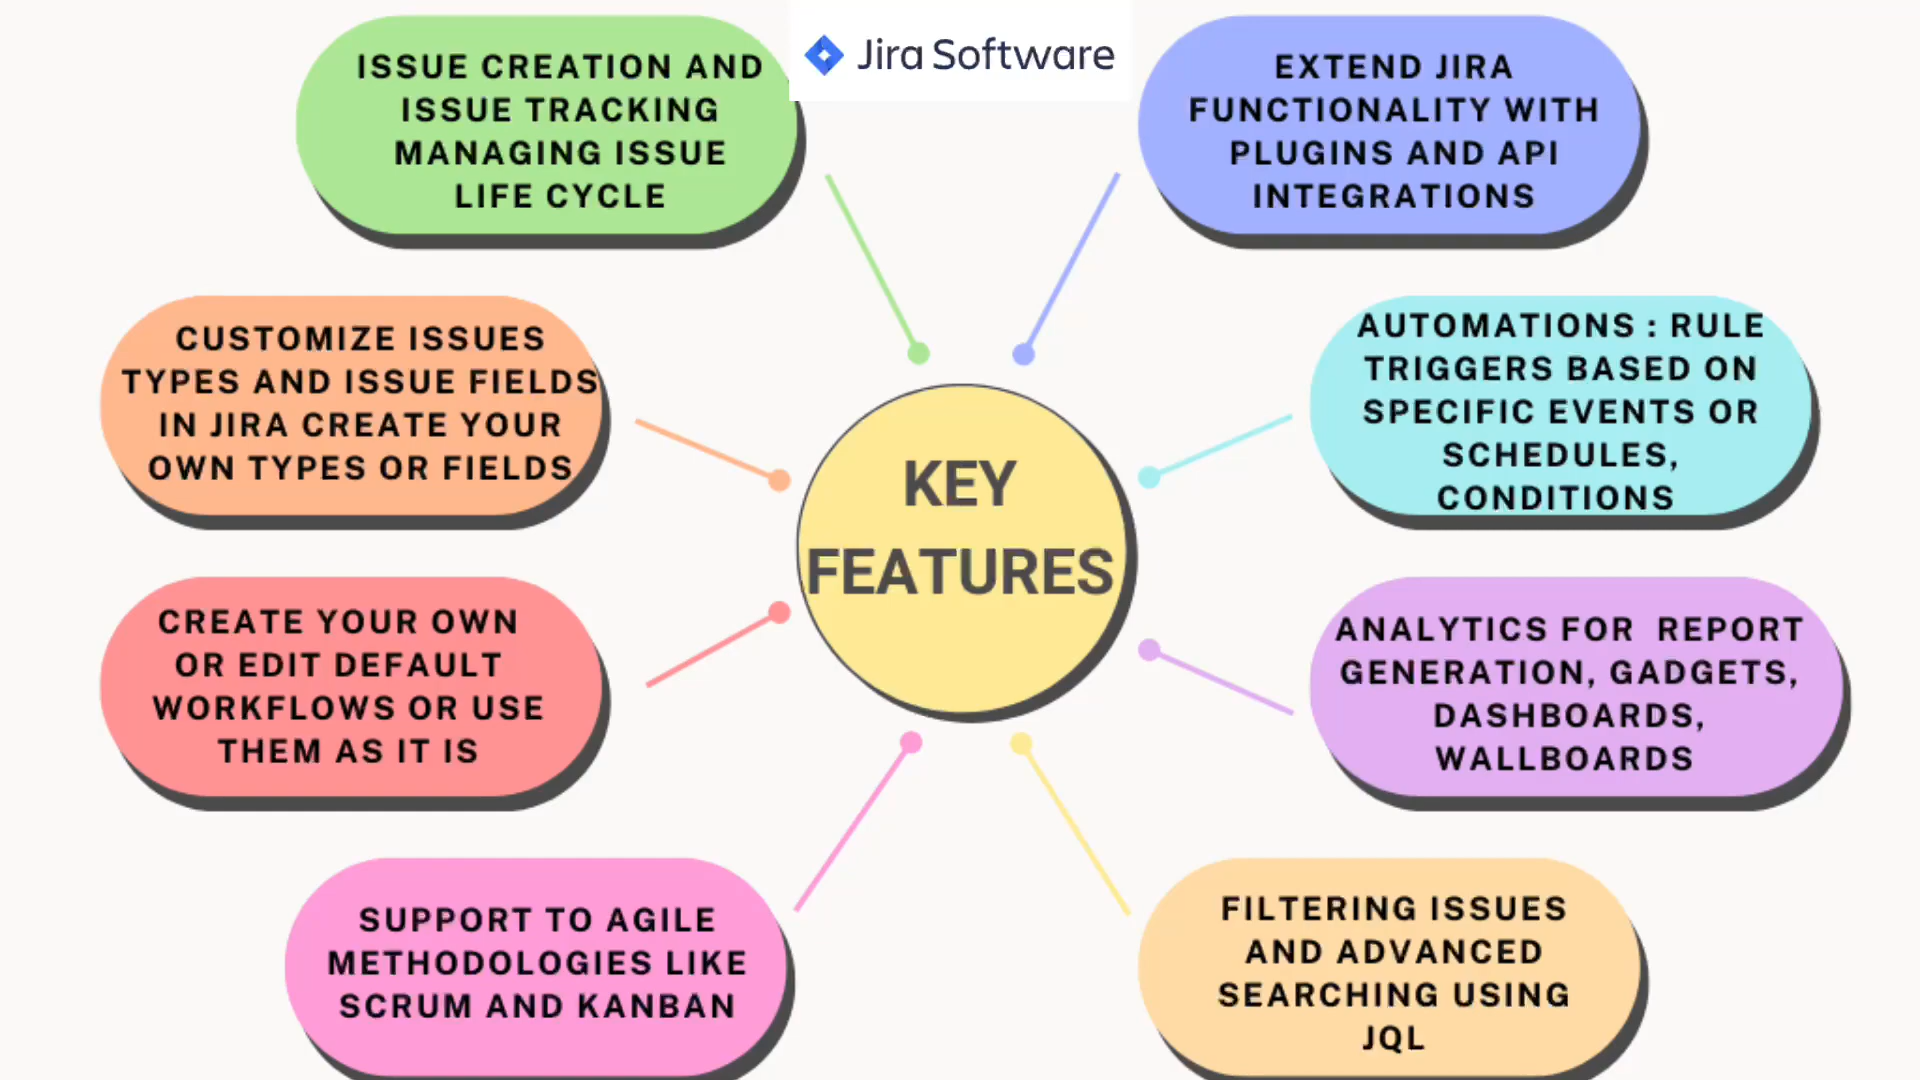 Jira Software
ISSUE CREATION AND
ISSUE TRACKING
MANAGING ISSUE
LIFE CYCLE
EXTEND JIRA
FUNCTIONALITY WITH
PLUGINS AND API
INTEGRATIONS
CUSTOMIZE ISSUES
TYPES AND ISSUE FIELDS
IN JIRA CREATE YOUR
OWN TYPES OR FIELDS
AUTOMATIONS : RULE
TRIGGERS BASED ON
SPECIFIC EVENTS OR
SCHEDULES,
CONDITIONS
KEY
FEATURES
CREATE YOUR OWN
OR EDIT DEFAULT
WORKFLOWS OR USE
THEM AS IT IS
ANALYTICS FOR REPORT
GENERATION, GADGETS,
DASHBOARDS,
WALLBOARDS
SUPPORT TO AGILE
METHODOLOGIES LIKE
SCRUM AND KANBAN
FILTERING ISSUES
AND ADVANCED
SEARCHING USING
JQL